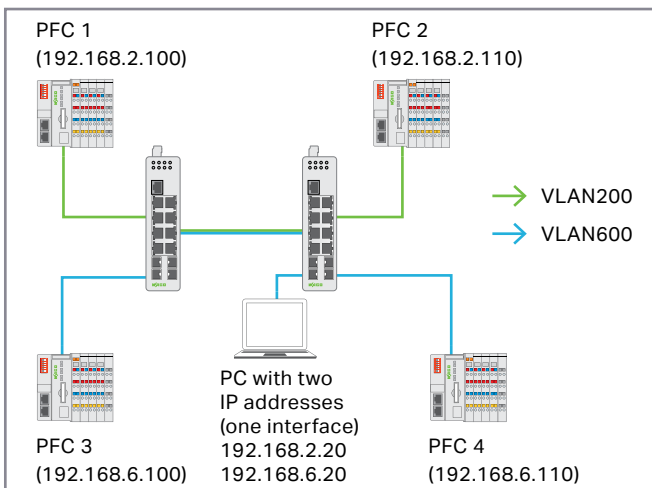 PFC 1
(192.168.2.100)
PFC 2
(192.168.2.110)
VLAN200
VLAN600
PC with two
IP addresses
(one interface)
192.168.2.20
192.168.6.20
PFC 3
(192.168.6.100)
PFC 4
(192.168.6.110)